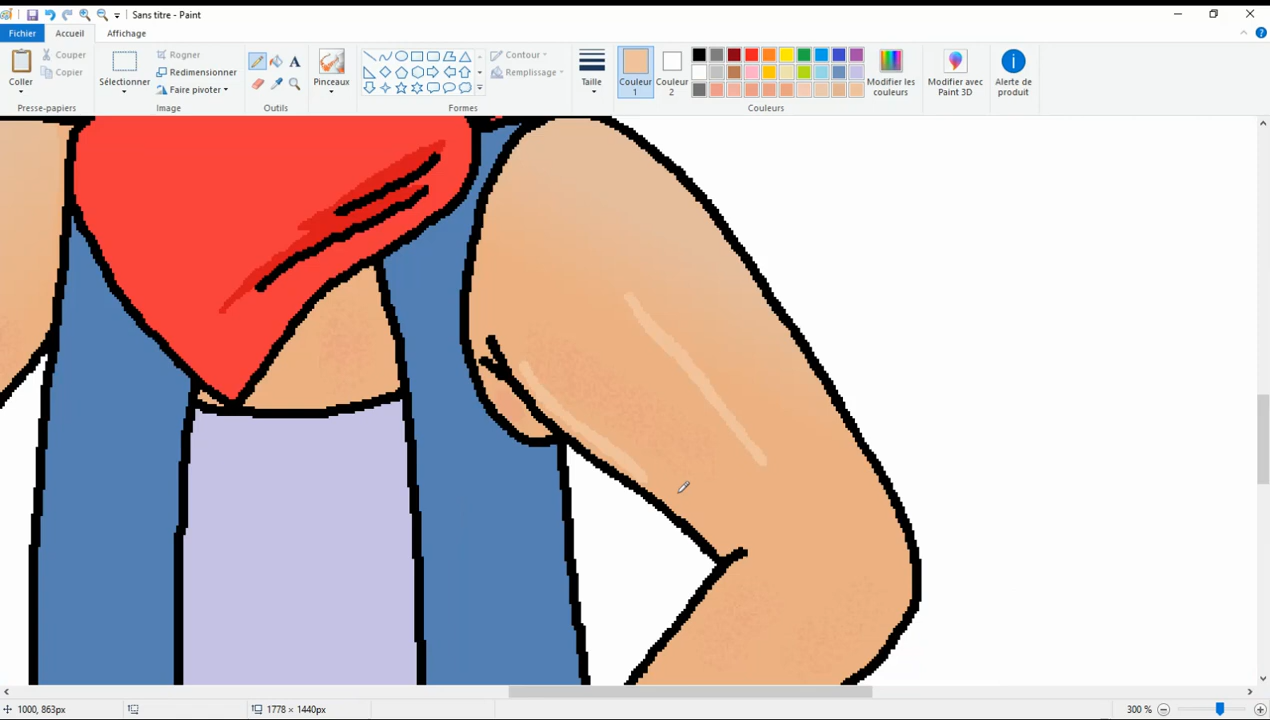 Sans titre - Paint
Fichier Accueil Affichage
Coller
Couper
Copier
Presse-papiers
Sélectionner
Rogner
Redimensionner
Faire pivoter
Image
A
Outils
Pinceaux
Contour
Remplissage
Formes
Taille
Couleur 1
Couleur 2
Modifier les couleurs
Couleurs
Modifier avec Paint 3D
Alerte de produit
1000, 863px
1778 × 1440px
300 %